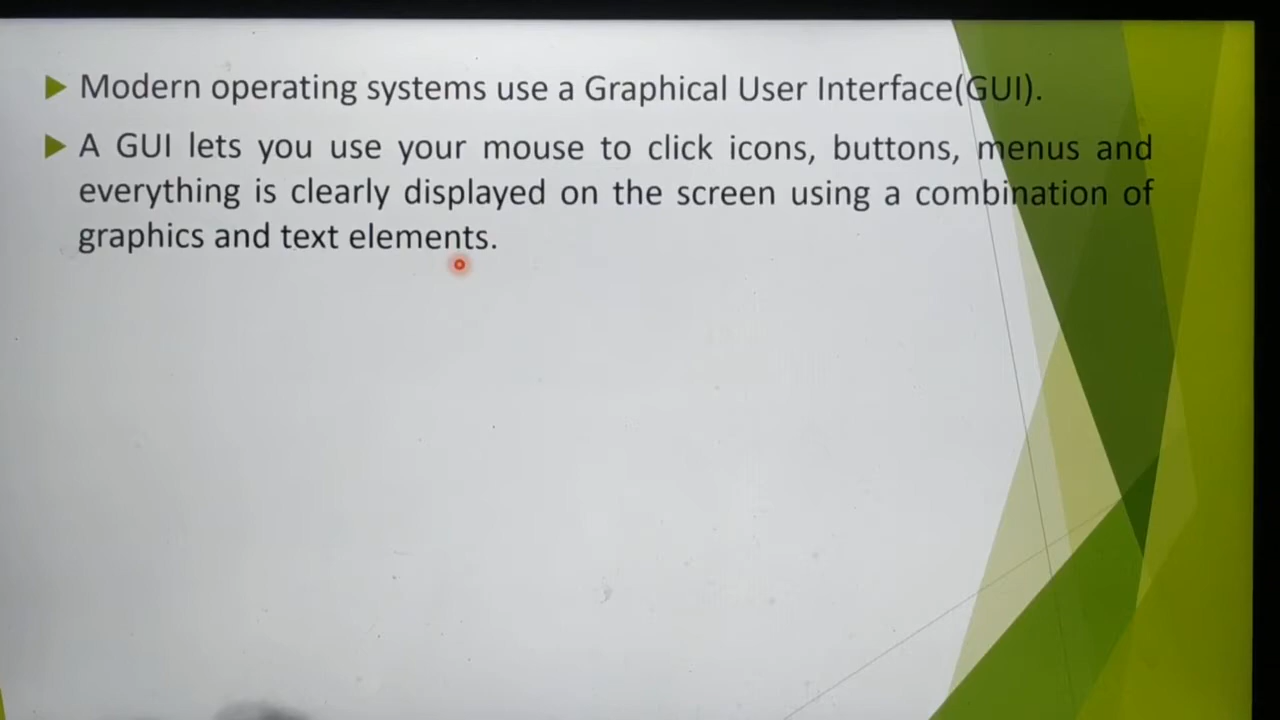 Modern operating systems use a Graphical User Interface(GUI).
A GUI lets you use your mouse to click icons, buttons, menus and
everything is clearly displayed on the screen using a combination of
graphics and text elements.